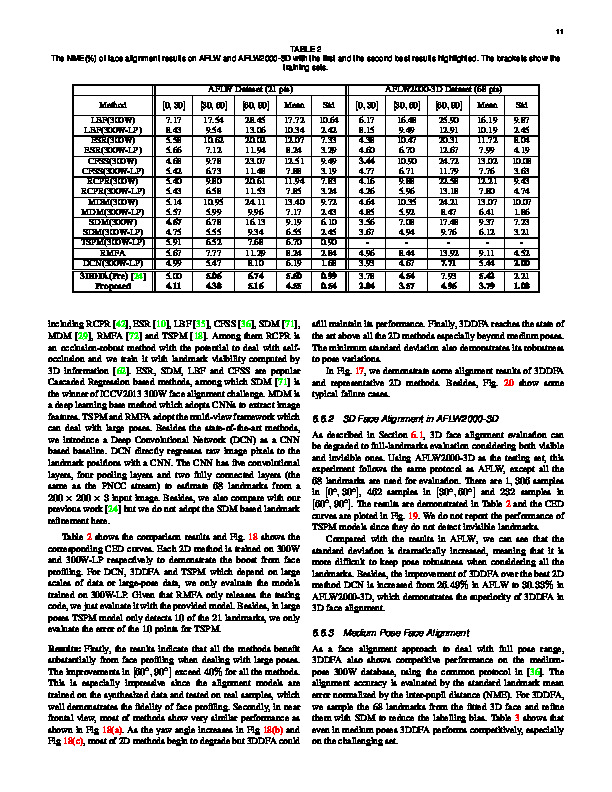 11
TABLE 2
The NME(%) of face alignment results on AFLW and AFLW2000-3D with the first and the second best results highlighted. The brackets show the
training sets.
AFLW Dataset (21 pts) AFLW2000-3D Dataset (68 pts)
Method [0, 30] [30, 60] [60, 90] Mean Std [0, 30] [30, 60] [60, 90] Mean Std
LBF(300W) 7.17 17.54 28.45 17.72 10.64 6.17 16.48 25.90 16.19 9.87
LBF(300W-LP) 8.43 9.54 13.06 10.34 2.42 8.15 9.49 12.91 10.19 2.45
ESR(300W) 5.58 10.62 20.02 12.07 7.33 4.38 10.47 20.31 11.72 8.04
ESR(300W-LP) 5.66 7.12 11.94 8.24 3.29 4.60 6.70 12.67 7.99 4.19
CFSS(300W) 4.68 9.78 23.07 12.51 9.49 3.44 10.90 24.72 13.02 10.08
CFSS(300W-LP) 5.42 6.73 11.48 7.88 3.19 4.77 6.71 11.79 7.76 3.63
RCPR(300W) 5.40 9.80 20.61 11.94 7.83 4.16 9.88 22.58 12.21 9.43
RCPR(300W-LP) 5.43 6.58 11.53 7.85 3.24 4.26 5.96 13.18 7.80 4.74
MDM(300W) 5.14 10.95 24.11 13.40 9.72 4.64 10.35 24.21 13.07 10.07
MDM(300W-LP) 5.57 5.99 9.96 7.17 2.43 4.85 5.92 8.47 6.41 1.86
SDM(300W) 4.67 6.78 16.13 9.19 6.10 3.56 7.08 17.48 9.37 7.23
SDM(300W-LP) 4.75 5.55 9.34 6.55 2.45 3.67 4.94 9.76 6.12 3.21
TSPM(300W-LP) 5.91 6.52 7.68 6.70 0.90 - - - - -
RMFA 5.67 7.77 11.29 8.24 2.84 4.96 8.44 13.92 9.11 4.52
DCN(300W-LP) 4.99 5.47 8.10 6.19 1.68 3.93 4.67 7.71 5.44 2.00
3DDFA(Pre) [24] 5.00 5.06 6.74 5.60 0.99 3.78 4.54 7.93 5.42 2.21
Proposed 4.11 4.38 5.16 4.55 0.54 2.84 3.57 4.96 3.79 1.08
including RCPR [42], ESR [10], LBF [35], CFSS [36], SDM [71],
MDM [29], RMFA [72] and TSPM [18]. Among them RCPR is
an occlusion-robust method with the potential to deal with self-
occlusion and we train it with landmark visibility computed by
3D information [62]. ESR, SDM, LBF and CFSS are popular
Cascaded Regression based methods, among which SDM [71] is
the winner of ICCV2013 300W face alignment challenge. MDM is
a deep learning base method which adopts CNNs to extract image
features. TSPM and RMFA adopt the multi-view framework which
can deal with large poses. Besides the state-of-the-art methods,
we introduce a Deep Convolutional Network (DCN) as a CNN
based baseline. DCN directly regresses raw image pixels to the
landmark positions with a CNN. The CNN has five convolutional
layers, four pooling layers and two fully connected layers (the
same as the PNCC stream) to estimate 68 landmarks from a
200 × 200 × 3 input image. Besides, we also compare with our
previous work [24] but we do not adopt the SDM based landmark
refinement here.
Table 2 shows the comparison results and Fig. 18 shows the
corresponding CED curves. Each 2D method is trained on 300W
and 300W-LP respectively to demonstrate the boost from face
profiling. For DCN, 3DDFA and TSPM which depend on large
scales of data or large-pose data, we only evaluate the models
trained on 300W-LP. Given that RMFA only releases the testing
code, we just evaluate it with the provided model. Besides, in large
poses TSPM model only detects 10 of the 21 landmarks, we only
evaluate the error of the 10 points for TSPM.
Results: Firstly, the results indicate that all the methods benefit
substantially from face profiling when dealing with large poses.
The improvements in [60°, 90°] exceed 40% for all the methods.
This is especially impressive since the alignment models are
trained on the synthesized data and tested on real samples, which
well demonstrates the fidelity of face profiling. Secondly, in near
frontal view, most of methods show very similar performance as
shown in Fig 18(a). As the yaw angle increases in Fig 18(b) and
Fig 18(c), most of 2D methods begin to degrade but 3DDFA could
still maintain its performance. Finally, 3DDFA reaches the state of
the art above all the 2D methods especially beyond medium poses.
The minimum standard deviation also demonstrates its robustness
to pose variations.
In Fig. 17, we demonstrate some alignment results of 3DDFA
and representative 2D methods. Besides, Fig. 20 show some
typical failure cases.
6.6.2 3D Face Alignment in AFLW2000-3D
As described in Section 6.1, 3D face alignment evaluation can
be degraded to full-landmarks evaluation considering both visible
and invisible ones. Using AFLW2000-3D as the testing set, this
experiment follows the same protocol as AFLW, except all the
68 landmarks are used for evaluation. There are 1, 306 samples
in [0°, 30°], 462 samples in [30°, 60°] and 232 samples in
[60°, 90°]. The results are demonstrated in Table 2 and the CED
curves are ploted in Fig. 19. We do not report the performance of
TSPM models since they do not detect invisible landmarks.
Compared with the results in AFLW, we can see that the
standard deviation is dramatically increased, meaning that it is
more difficult to keep pose robustness when considering all the
landmarks. Besides, the improvement of 3DDFA over the best 2D
method DCN is increased from 26.49% in AFLW to 30.33% in
AFLW2000-3D, which demonstrates the superiority of 3DDFA in
3D face alignment.
6.6.3 Medium Pose Face Alignment
As a face alignment approach to deal with full pose range,
3DDFA also shows competitive performance on the medium-
pose 300W database, using the common protocol in [36]. The
alignment accuracy is evaluated by the standard landmark mean
error normalized by the inter-pupil distance (NME). For 3DDFA,
we sample the 68 landmarks from the fitted 3D face and refine
them with SDM to reduce the labelling bias. Table 3 shows that
even in medium poses 3DDFA performs competitively, especially
on the challenging set.